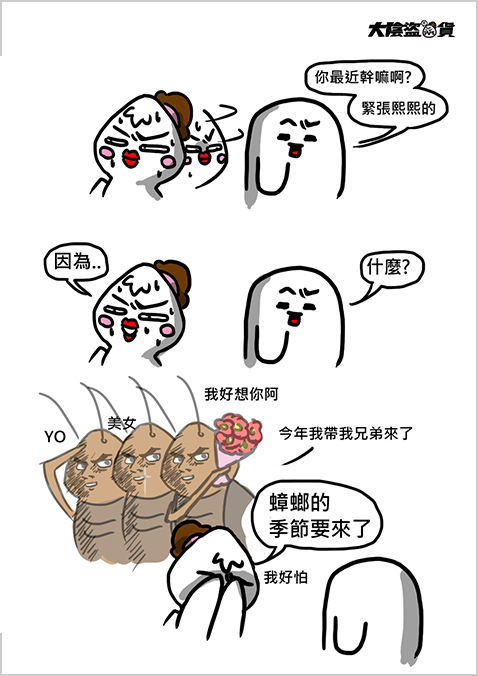 大陰盜百貨
你最近幹嘛啊?
緊張熙熙的
因為..
什麼?
我好想你阿
美女
YO
今年我帶我兄弟來了
蟑螂的
季節要來了
我好怕